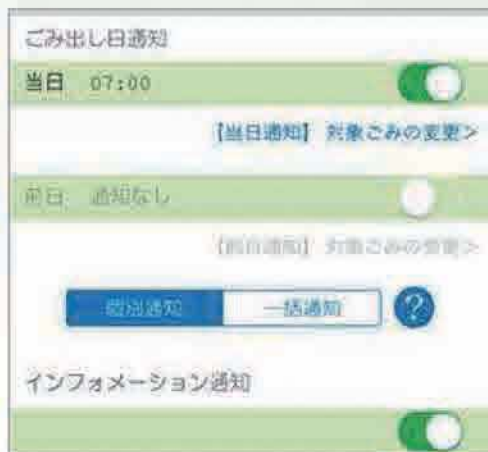 ごみ出し日通知
当日 07:00
【当日通知】 対象ごみの変更>
前日 通知なし
【前日通知】 対象ごみの変更>
個別通知 一括通知 ?
インフォメーション通知